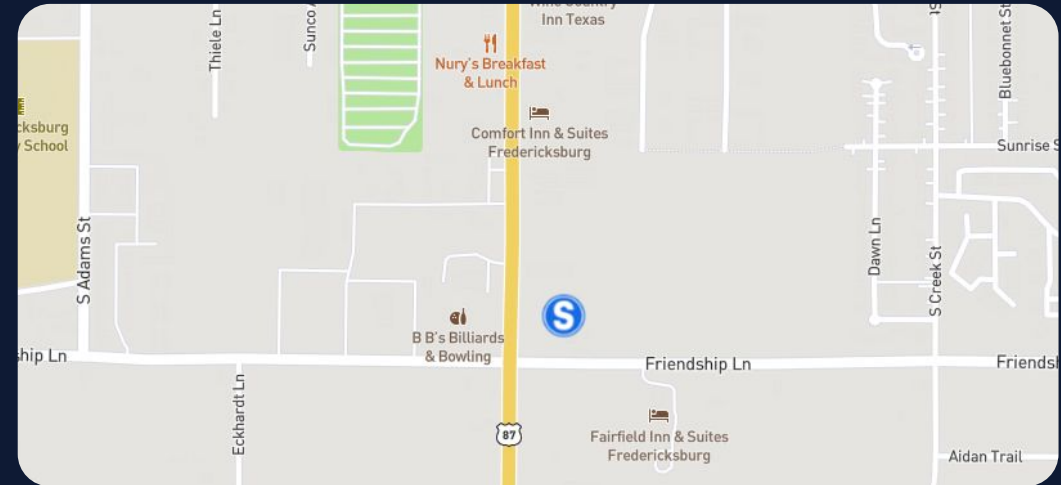 Wine Country
Inn Texas
Thiele Ln
Sunco
St
Bluebonnet St
Nury's Breakfast
& Lunch
Comfort Inn & Suites
Fredericksburg
cksburg
School
Sunrise S
S Adams St
Dawn Ln
S Creek St
S
B B's Billiards
& Bowling
ship Ln
Friendship Ln
Friendsh
Eckhardt Ln
87
Fairfield Inn & Suites
Fredericksburg
Aidan Trail